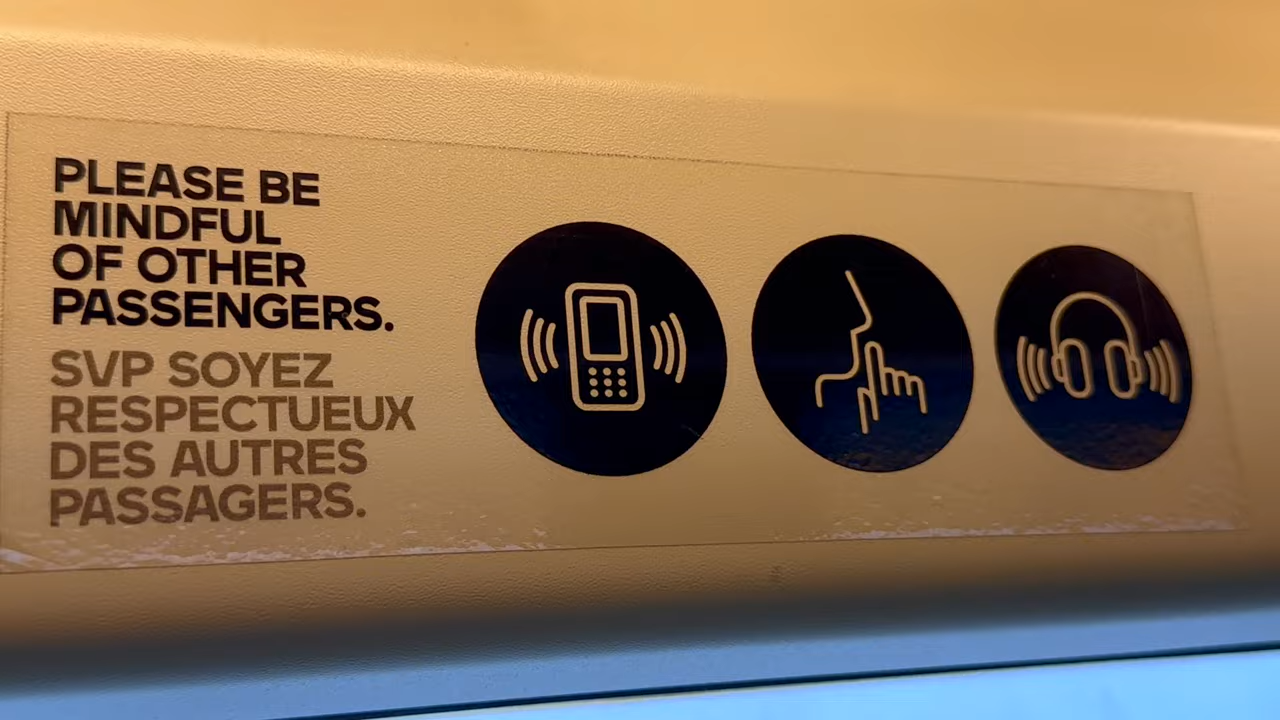 PLEASE BE
MINDFUL
OF OTHER
PASSENGERS.
SVP SOYEZ
RESPECTUEUX
DES AUTRES
PASSAGERS.